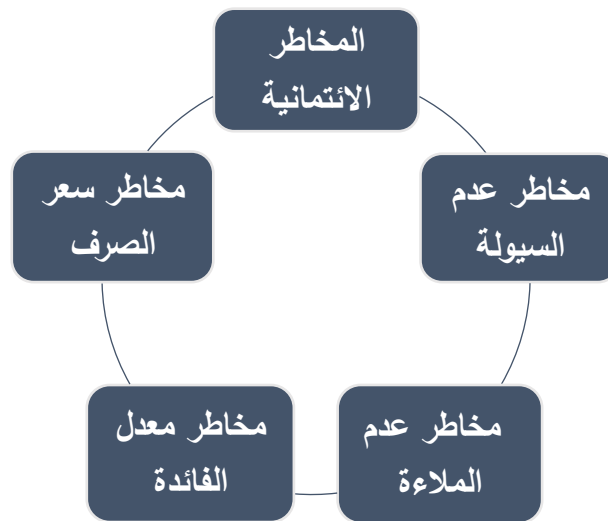 المخاطر
الائتمانية
مخاطر عدم
السيولة
مخاطر عدم
الملاءة
مخاطر معدل
الفائدة
مخاطر سعر
الصرف